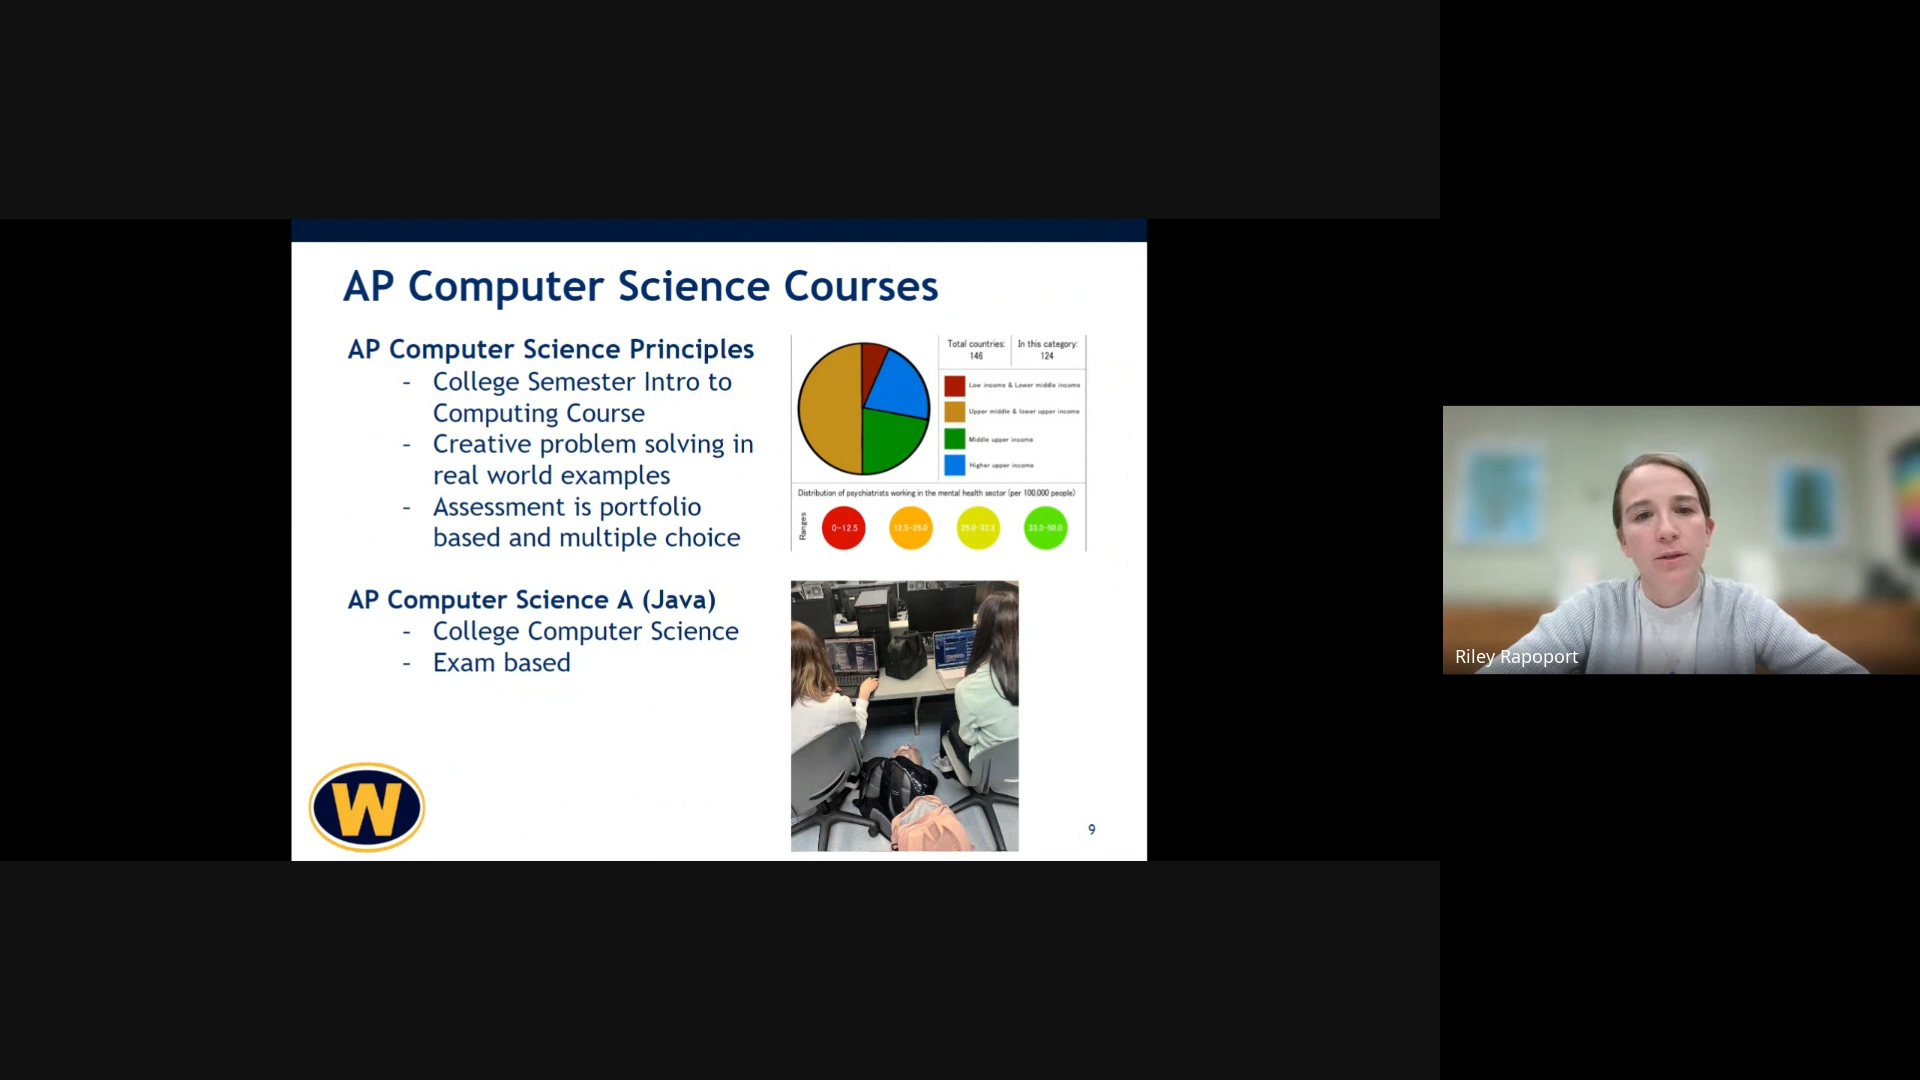 AP Computer Science Courses
AP Computer Science Principles
- College Semester Intro to
Computing Course
- Creative problem solving in
real world examples
- Assessment is portfolio
based and multiple choice
AP Computer Science A (Java)
- College Computer Science
- Exam based
Total countries:
146
In this category:
124
Low income & Lower middle income
Upper middle & lower upper income
Middle upper income
Higher upper income
Distribution of psychiatrists working in the mental health sector (per 100,000 people)
Ranges
0-12.5
12.5-25.0
25.0-33.3
33.3-50.0
W
9
Riley Rapoport